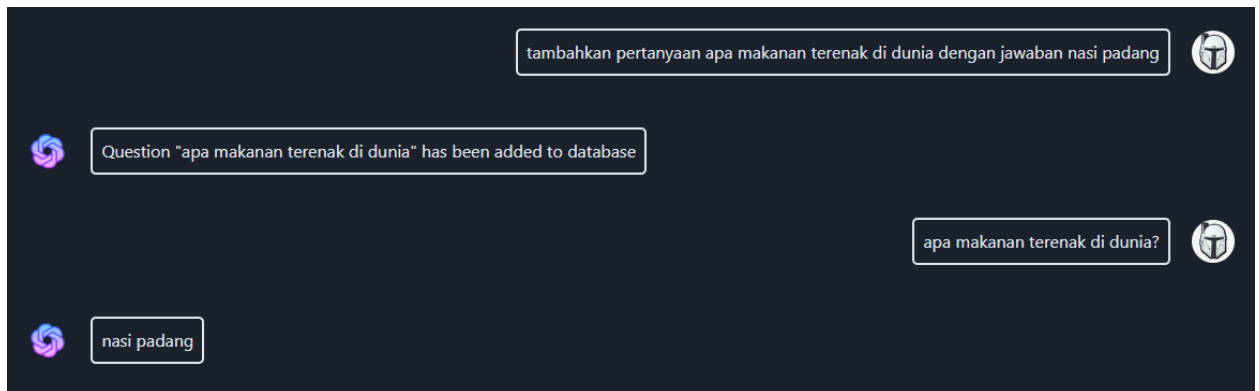 tambahkan pertanyaan apa makanan terenak di dunia dengan jawaban nasi padang
Question "apa makanan terenak di dunia" has been added to database
apa makanan terenak di dunia?
nasi padang